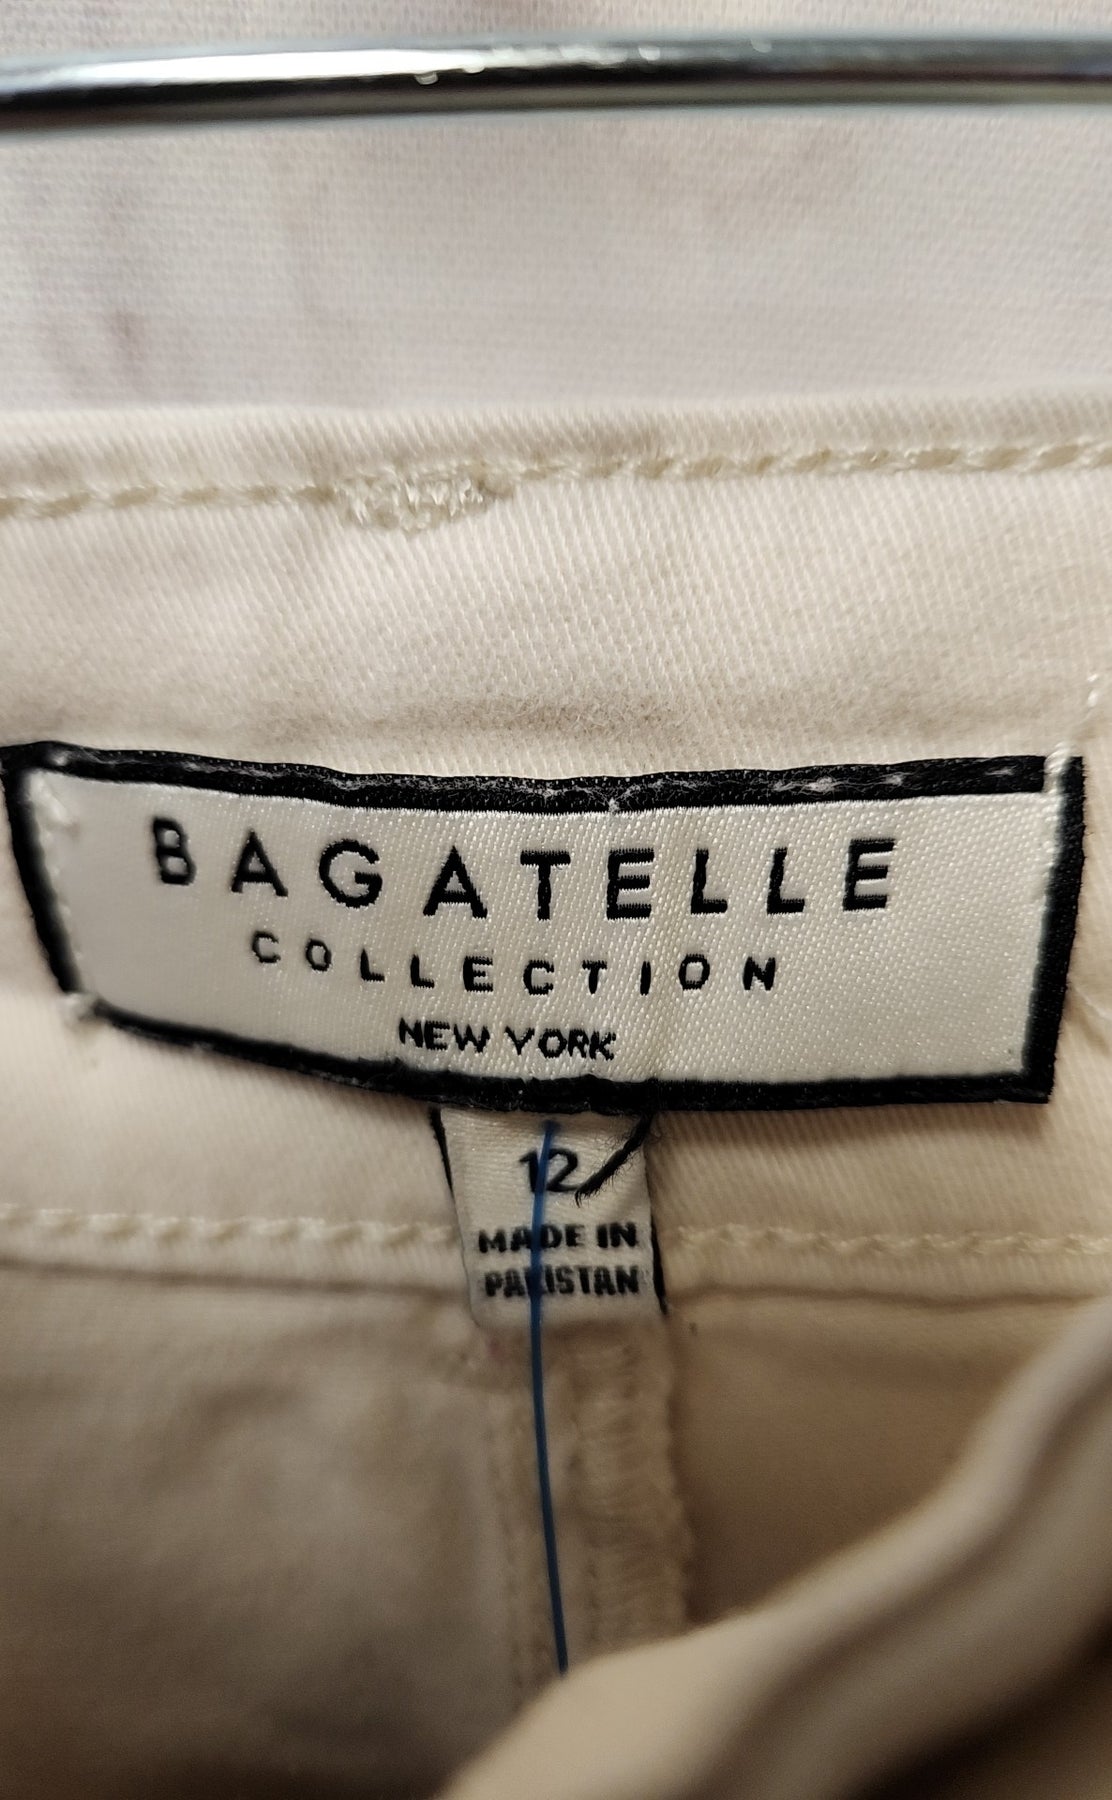 BAGATELLE
COLLECTION
NEW YORK
12
MADE IN
PAKISTAN